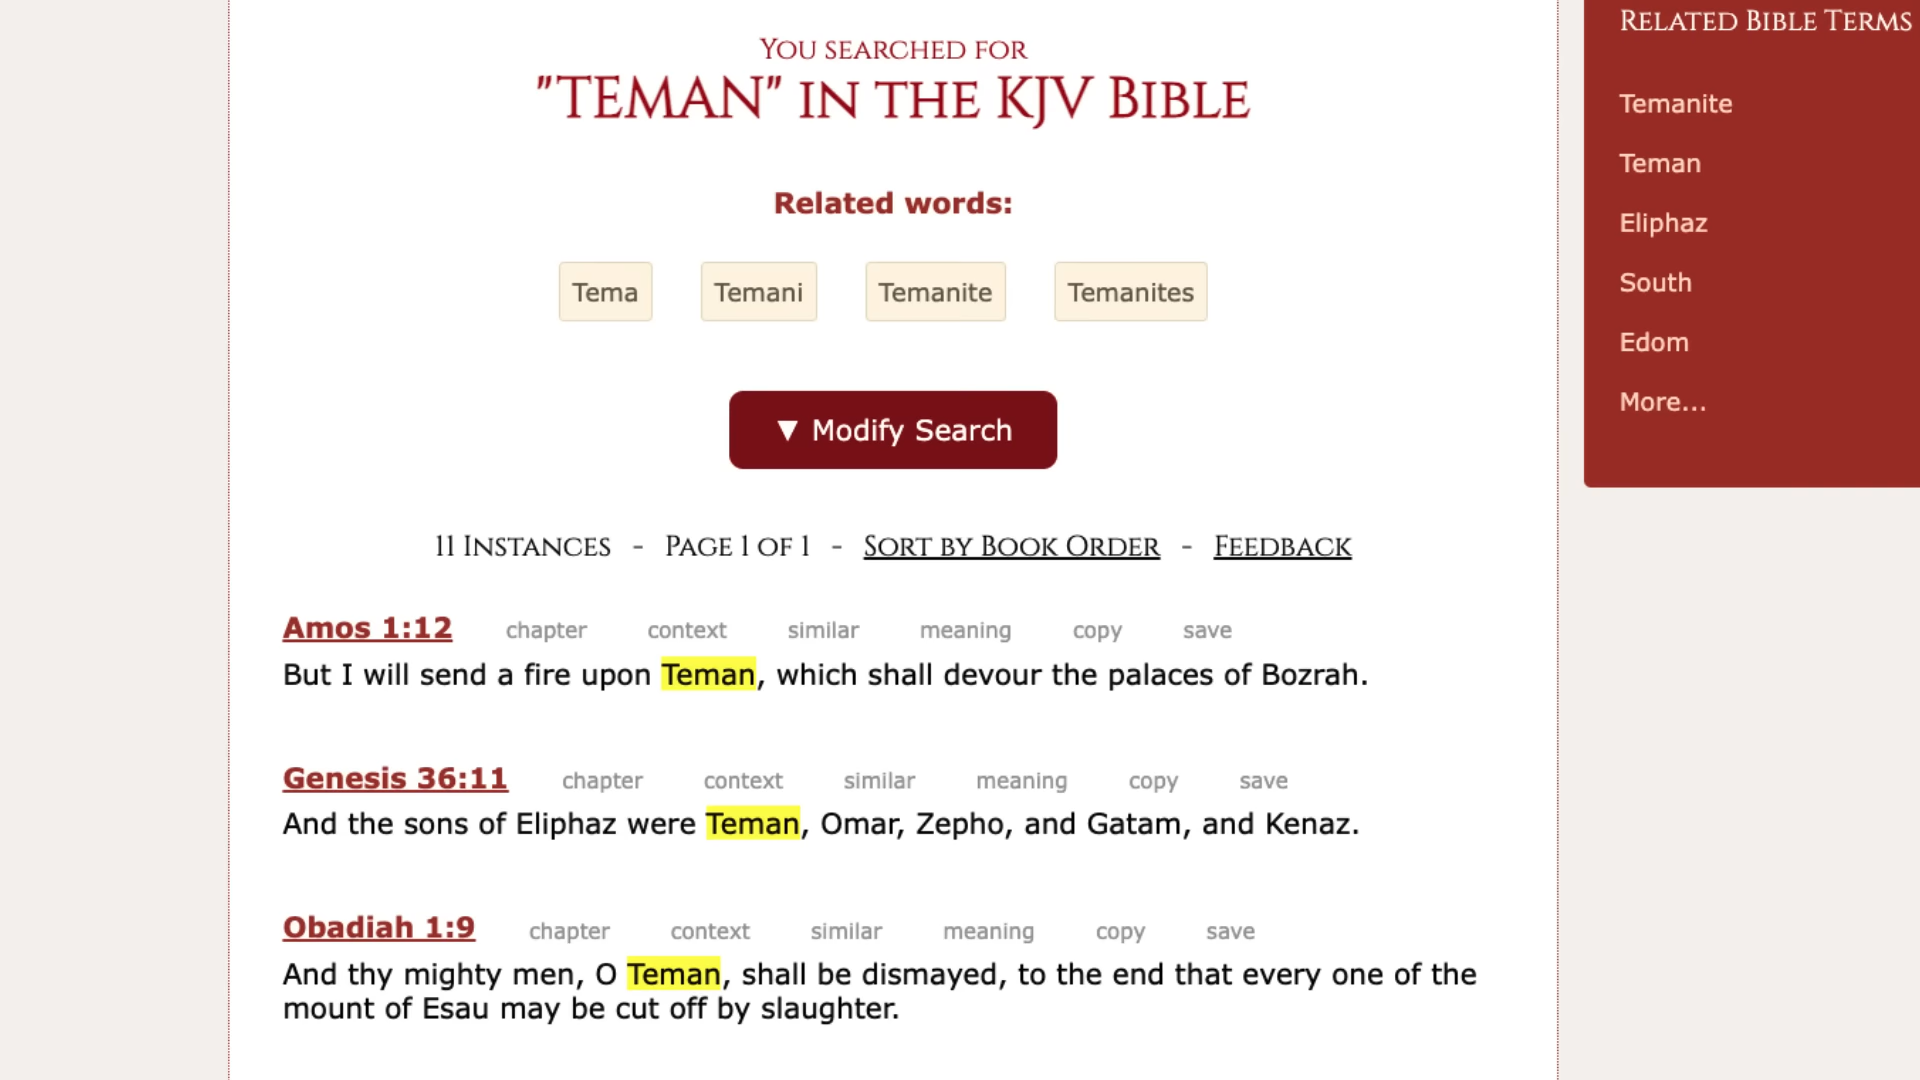 You searched for
"TEMAN" in the KJV Bible
Related words:
Tema Temani Temanite Temanites
▼ Modify Search
11 Instances - Page 1 of 1 - Sort by Book Order - Feedback
Amos 1:12 chapter context similar meaning copy save
But I will send a fire upon Teman, which shall devour the palaces of Bozrah.
Genesis 36:11 chapter context similar meaning copy save
And the sons of Eliphaz were Teman, Omar, Zepho, and Gatam, and Kenaz.
Obadiah 1:9 chapter context similar meaning copy save
And thy mighty men, O Teman, shall be dismayed, to the end that every one of the
mount of Esau may be cut off by slaughter.
Related Bible Terms
Temanite
Teman
Eliphaz
South
Edom
More...